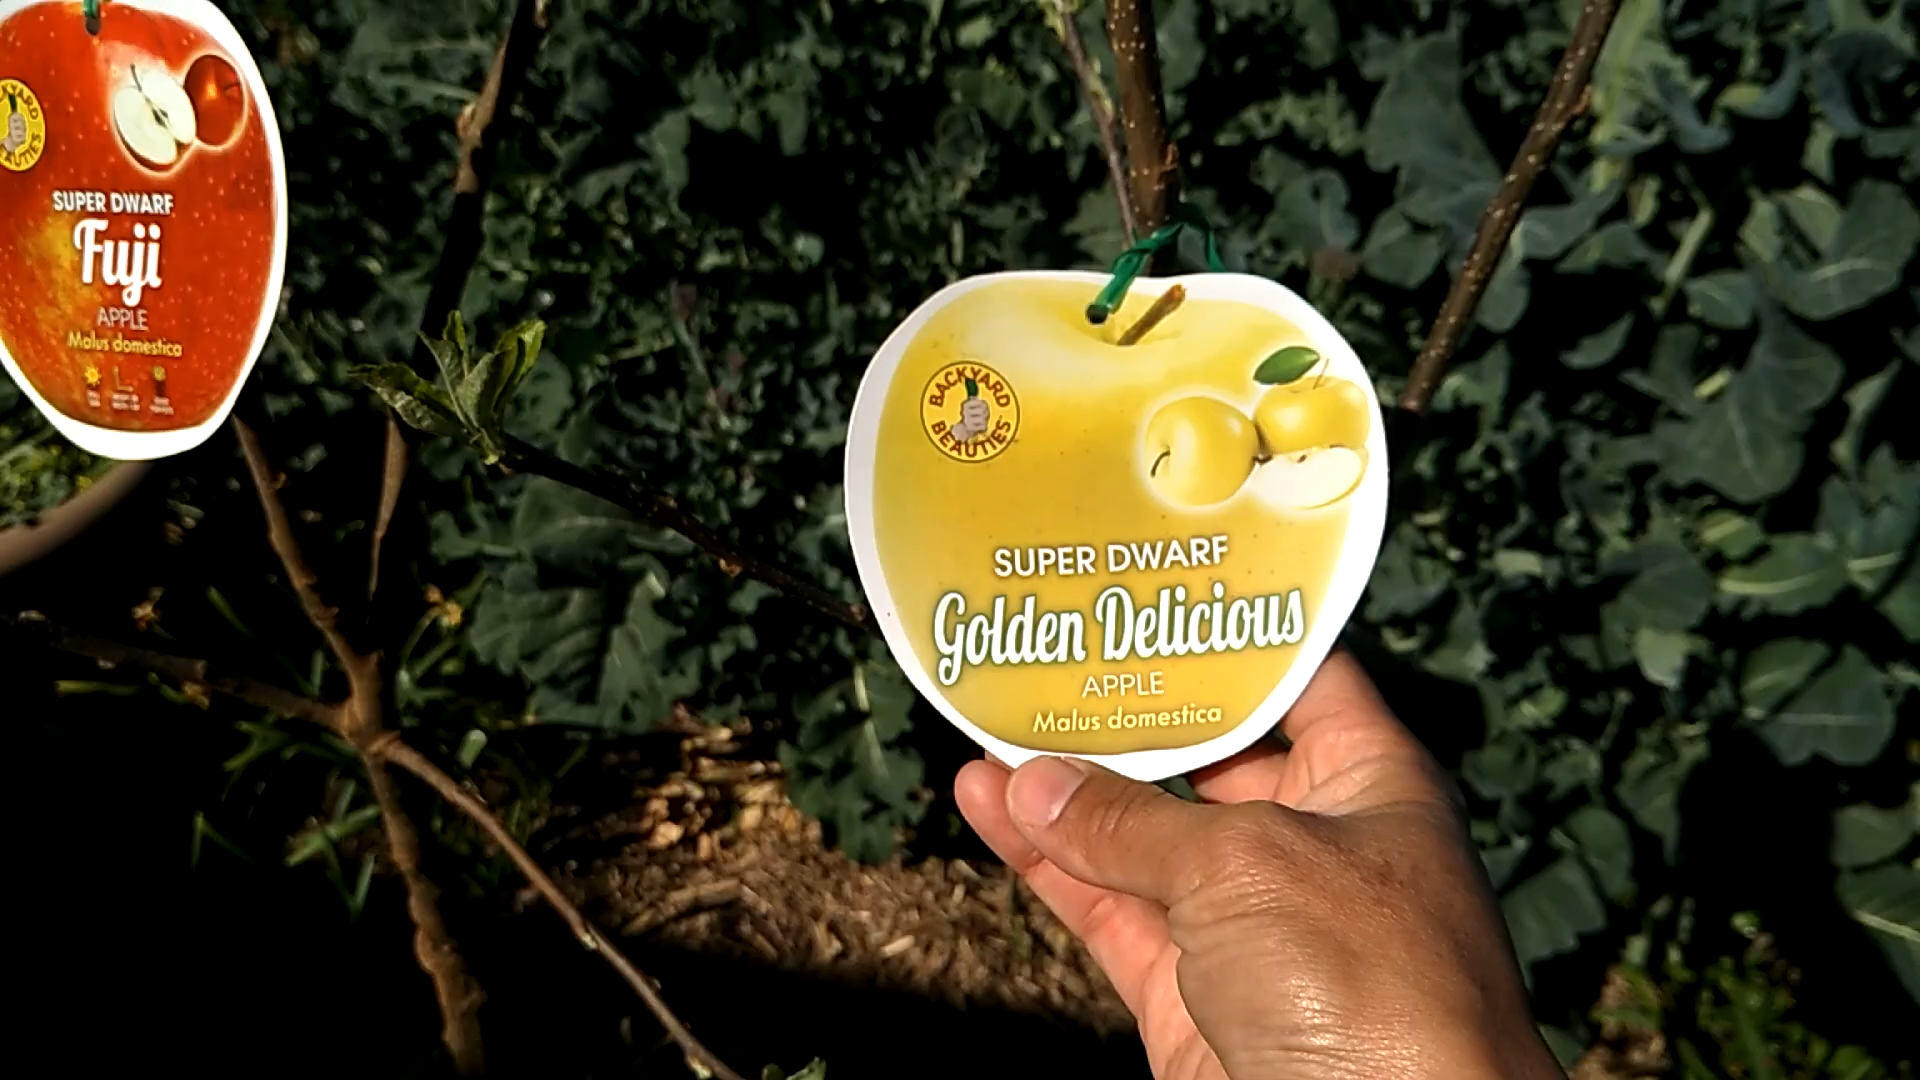 BACKYARD
BEAUTIES
SUPER DWARF
Fuji
APPLE
Malus domestica
BACKYARD BEAUTIES
SUPER DWARF
Golden Delicious
APPLE
Malus domestica